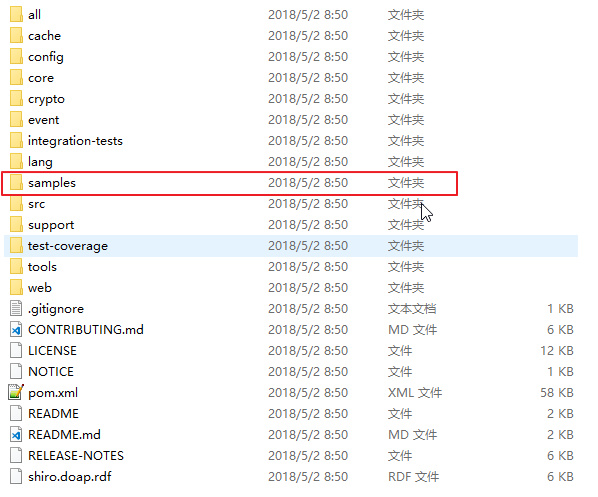 all 2018/5/2 8:50 文件夹
cache 2018/5/2 8:50 文件夹
config 2018/5/2 8:50 文件夹
core 2018/5/2 8:50 文件夹
crypto 2018/5/2 8:50 文件夹
event 2018/5/2 8:50 文件夹
integration-tests 2018/5/2 8:50 文件夹
lang 2018/5/2 8:50 文件夹
samples 2018/5/2 8:50 文件夹
src 2018/5/2 8:50 文件夹
support 2018/5/2 8:50 文件夹
test-coverage 2018/5/2 8:50 文件夹
tools 2018/5/2 8:50 文件夹
web 2018/5/2 8:50 文件夹
.gitignore 2018/5/2 8:50 文本文档 1 KB
CONTRIBUTING.md 2018/5/2 8:50 MD 文件 6 KB
LICENSE 2018/5/2 8:50 文件 12 KB
NOTICE 2018/5/2 8:50 文件 1 KB
pom.xml 2018/5/2 8:50 XML 文件 58 KB
README 2018/5/2 8:50 文件 2 KB
README.md 2018/5/2 8:50 MD 文件 2 KB
RELEASE-NOTES 2018/5/2 8:50 文件 6 KB
shiro.doap.rdf 2018/5/2 8:50 RDF 文件 6 KB